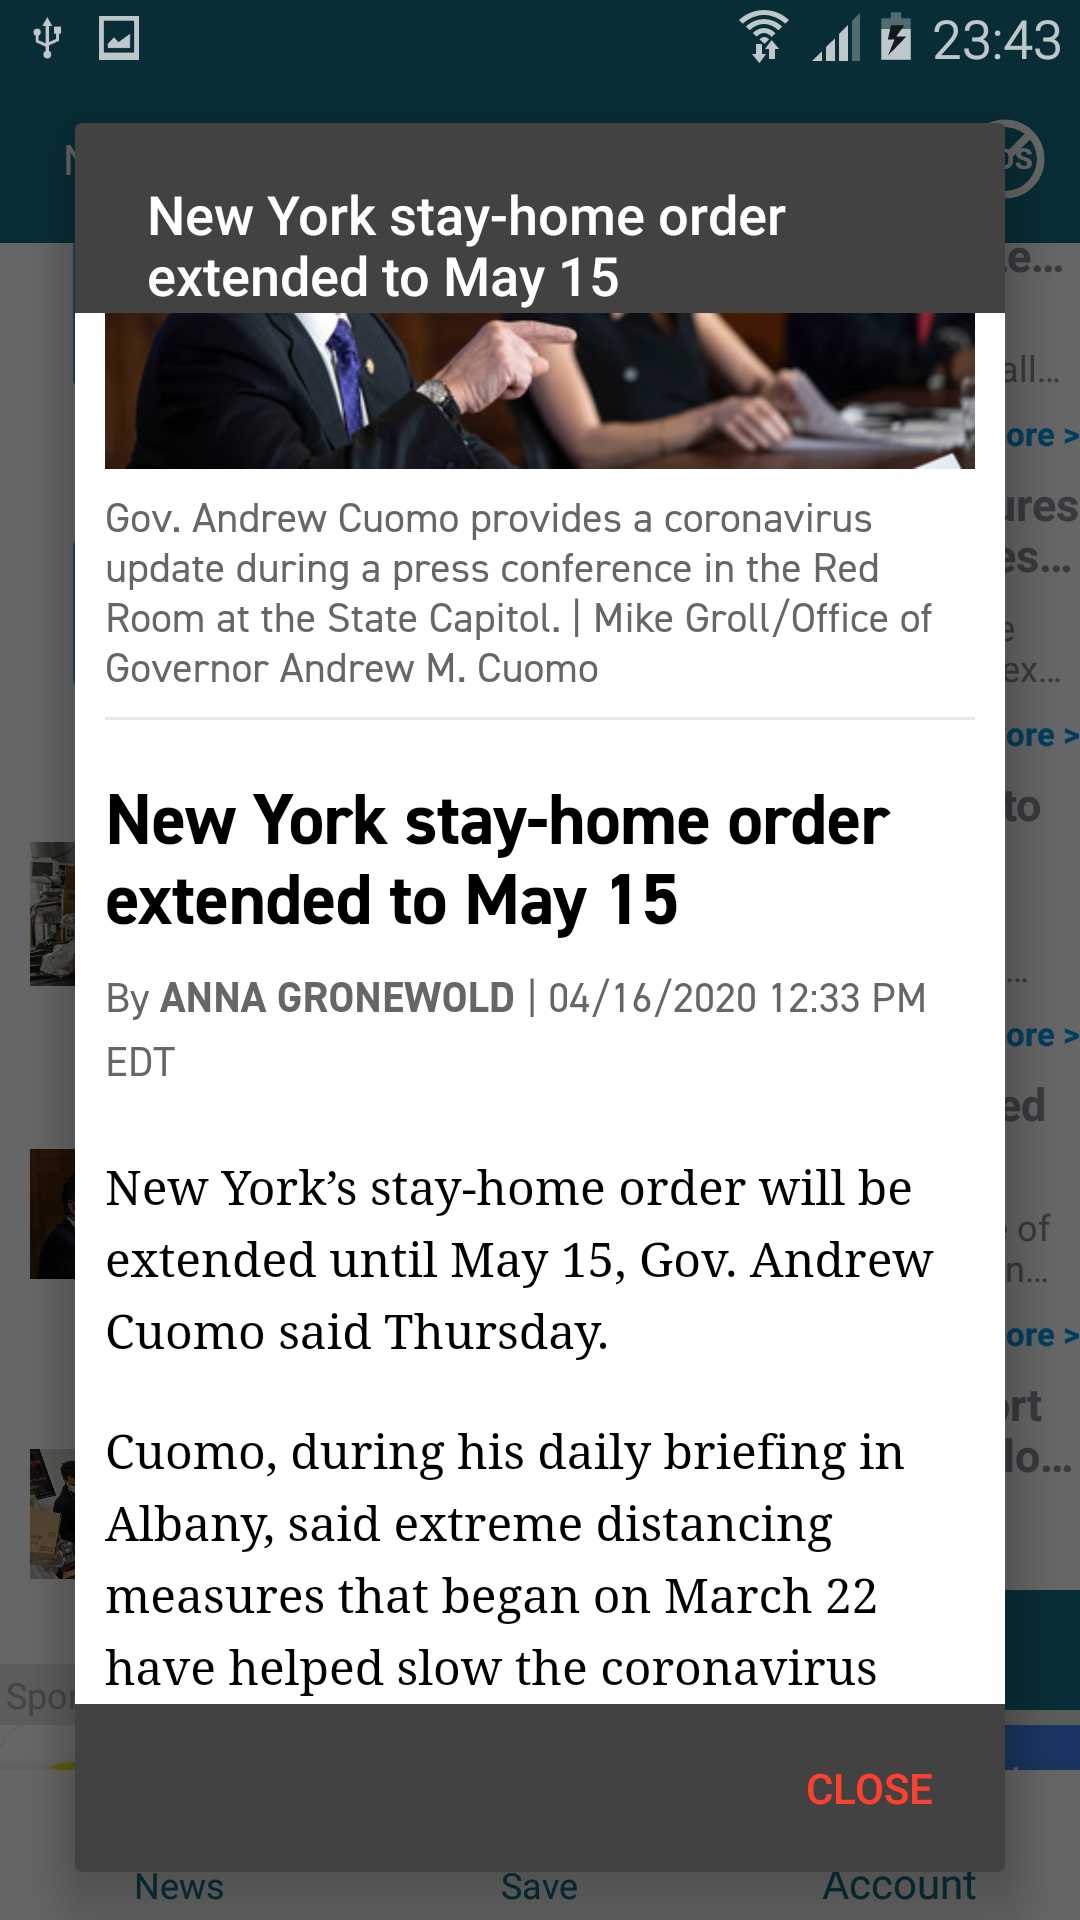 23:43
New York stay-home order
extended to May 15
Gov. Andrew Cuomo provides a coronavirus
update during a press conference in the Red
Room at the State Capitol. | Mike Groll/Office of
Governor Andrew M. Cuomo
New York stay-home order
extended to May 15
By ANNA GRONEWOLD | 04/16/2020 12:33 PM
EDT
New York’s stay-home order will be
extended until May 15, Gov. Andrew
Cuomo said Thursday.
Cuomo, during his daily briefing in
Albany, said extreme distancing
measures that began on March 22
have helped slow the coronavirus
CLOSE
to
of
News
Save
Account